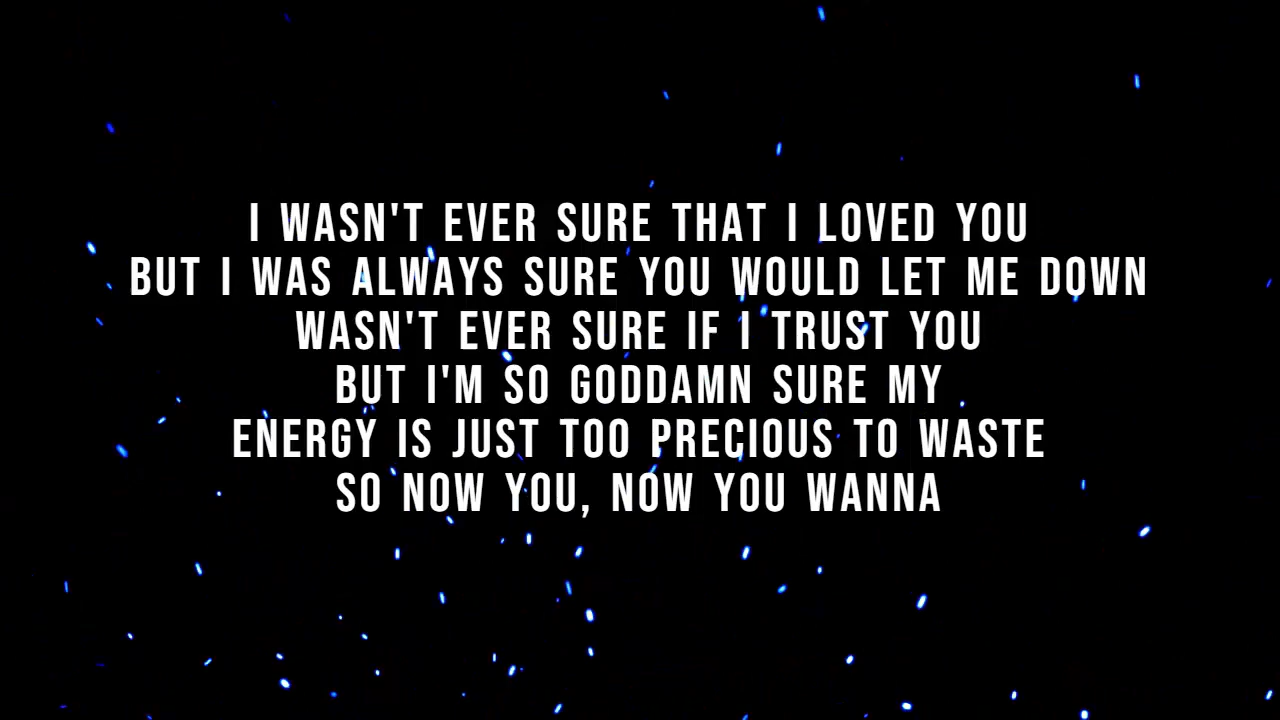 I WASN'T EVER SURE THAT I LOVED YOU
BUT I WAS ALWAYS SURE YOU WOULD LET ME DOWN
WASN'T EVER SURE IF I TRUST YOU
BUT I'M SO GODDAMN SURE MY
ENERGY IS JUST TOO PRECIOUS TO WASTE
SO NOW YOU, NOW YOU WANNA